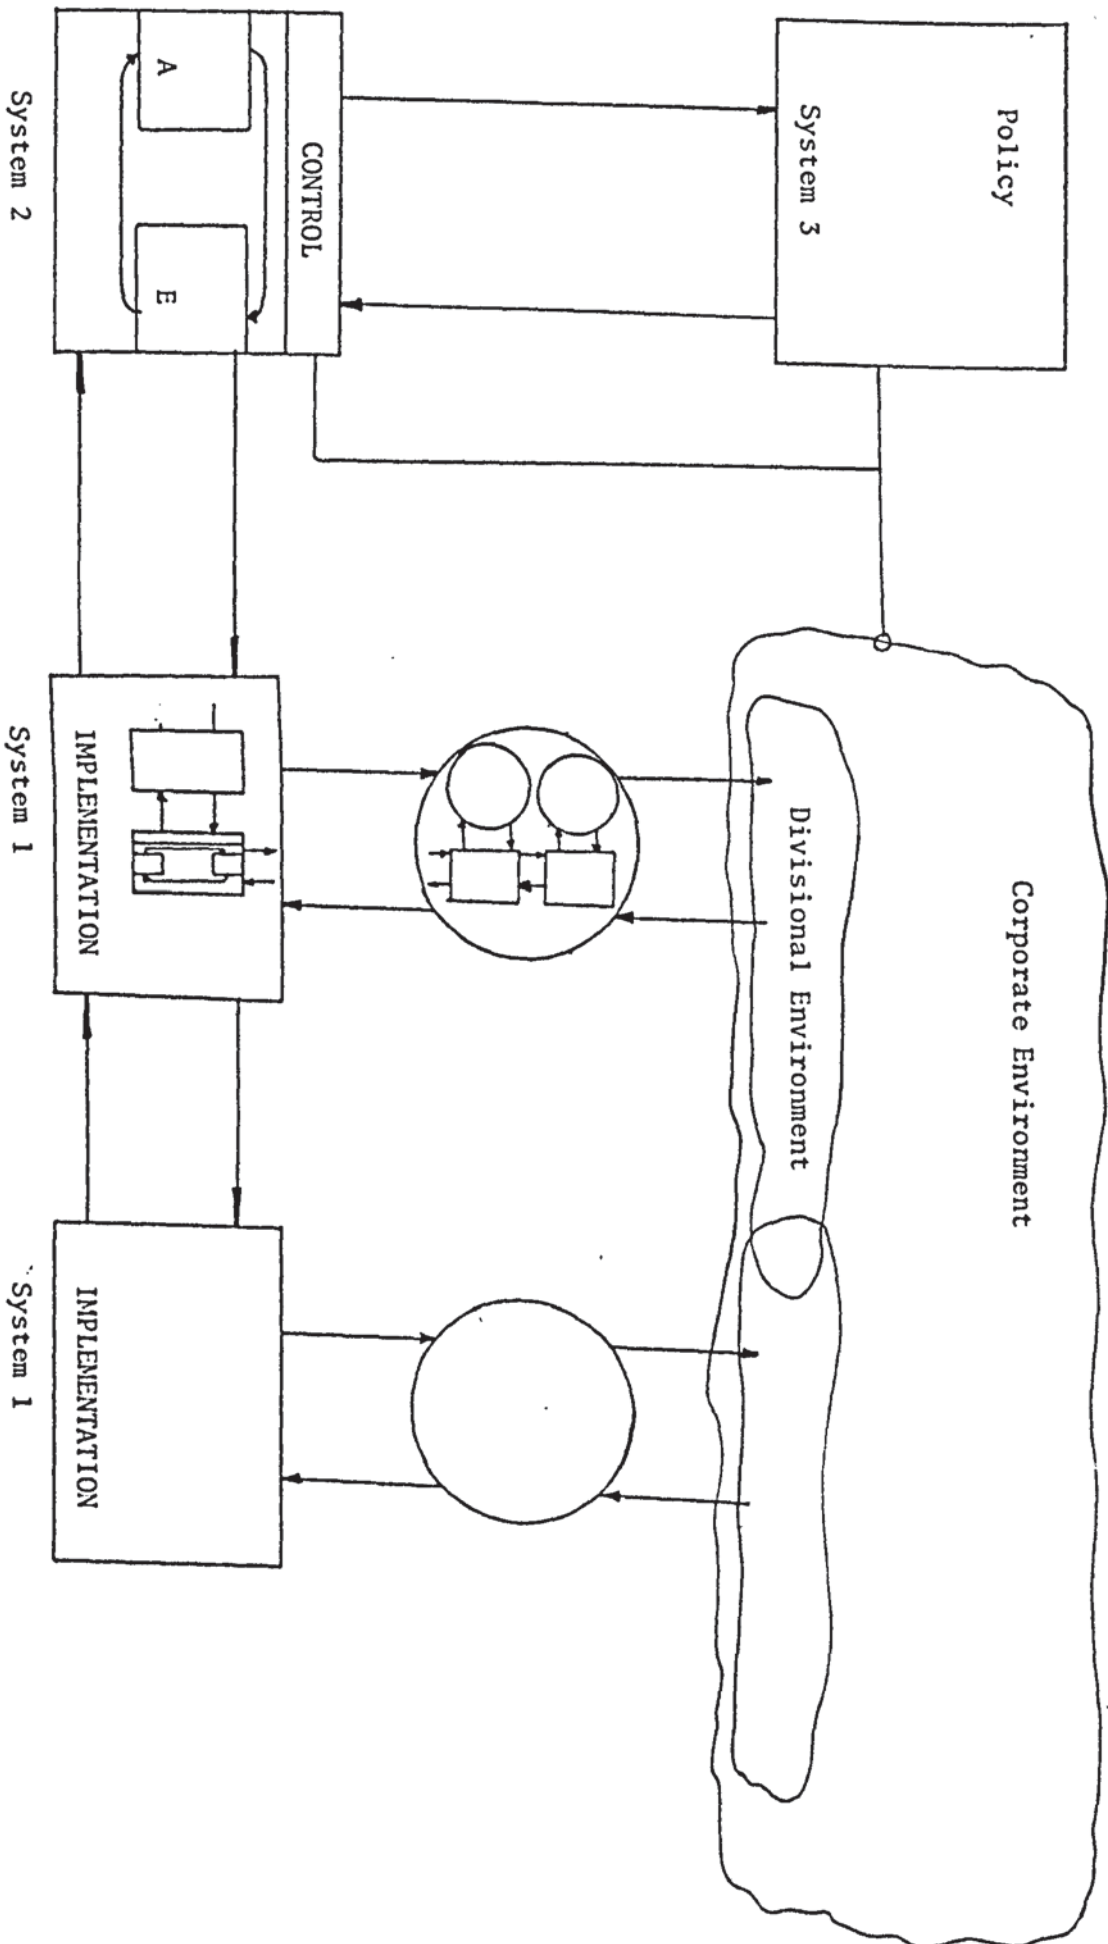 Policy
System 3
CONTROL
A
E
System 2
Corporate Environment
Divisional Environment
IMPLEMENTATION
System 1
IMPLEMENTATION
System 1